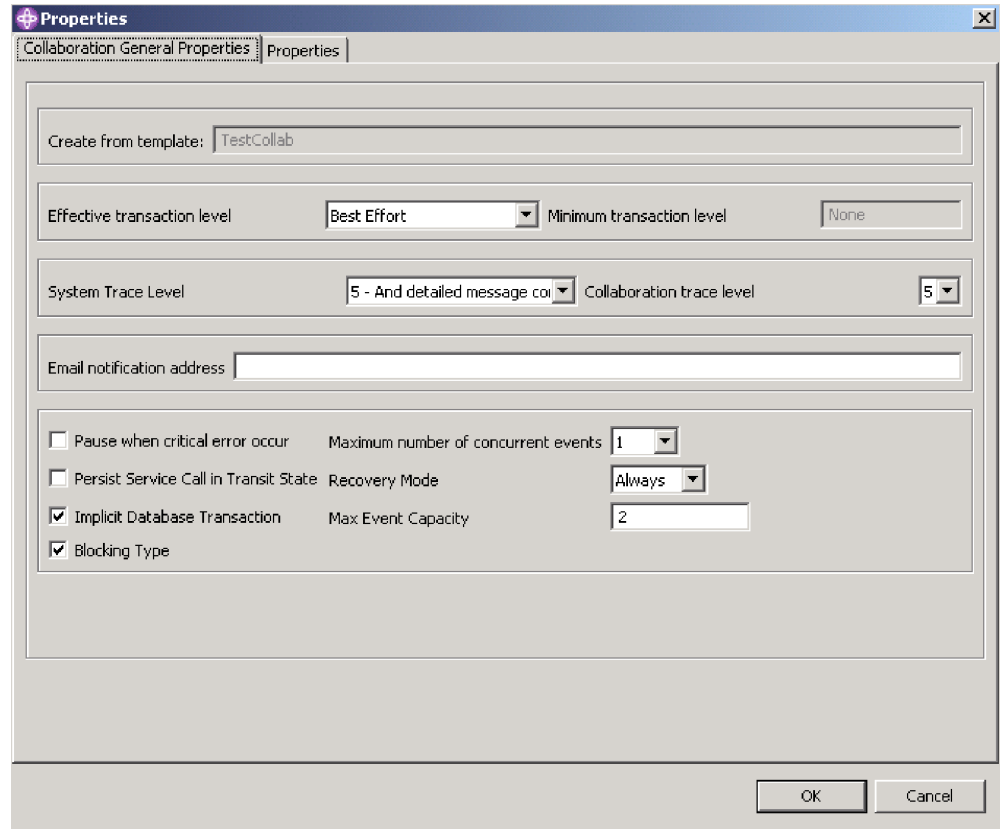 Properties
Collaboration General Properties Properties
Create from template: TestCollab
Effective transaction level Best Effort Minimum transaction level None
System Trace Level 5 - And detailed message Collaboration trace level 5
Email notification address
Pause when critical error occur Maximum number of concurrent events 1
Persist Service Call in Transit State Recovery Mode Always
Implicit Database Transaction Max Event Capacity 2
Blocking Type
OK Cancel